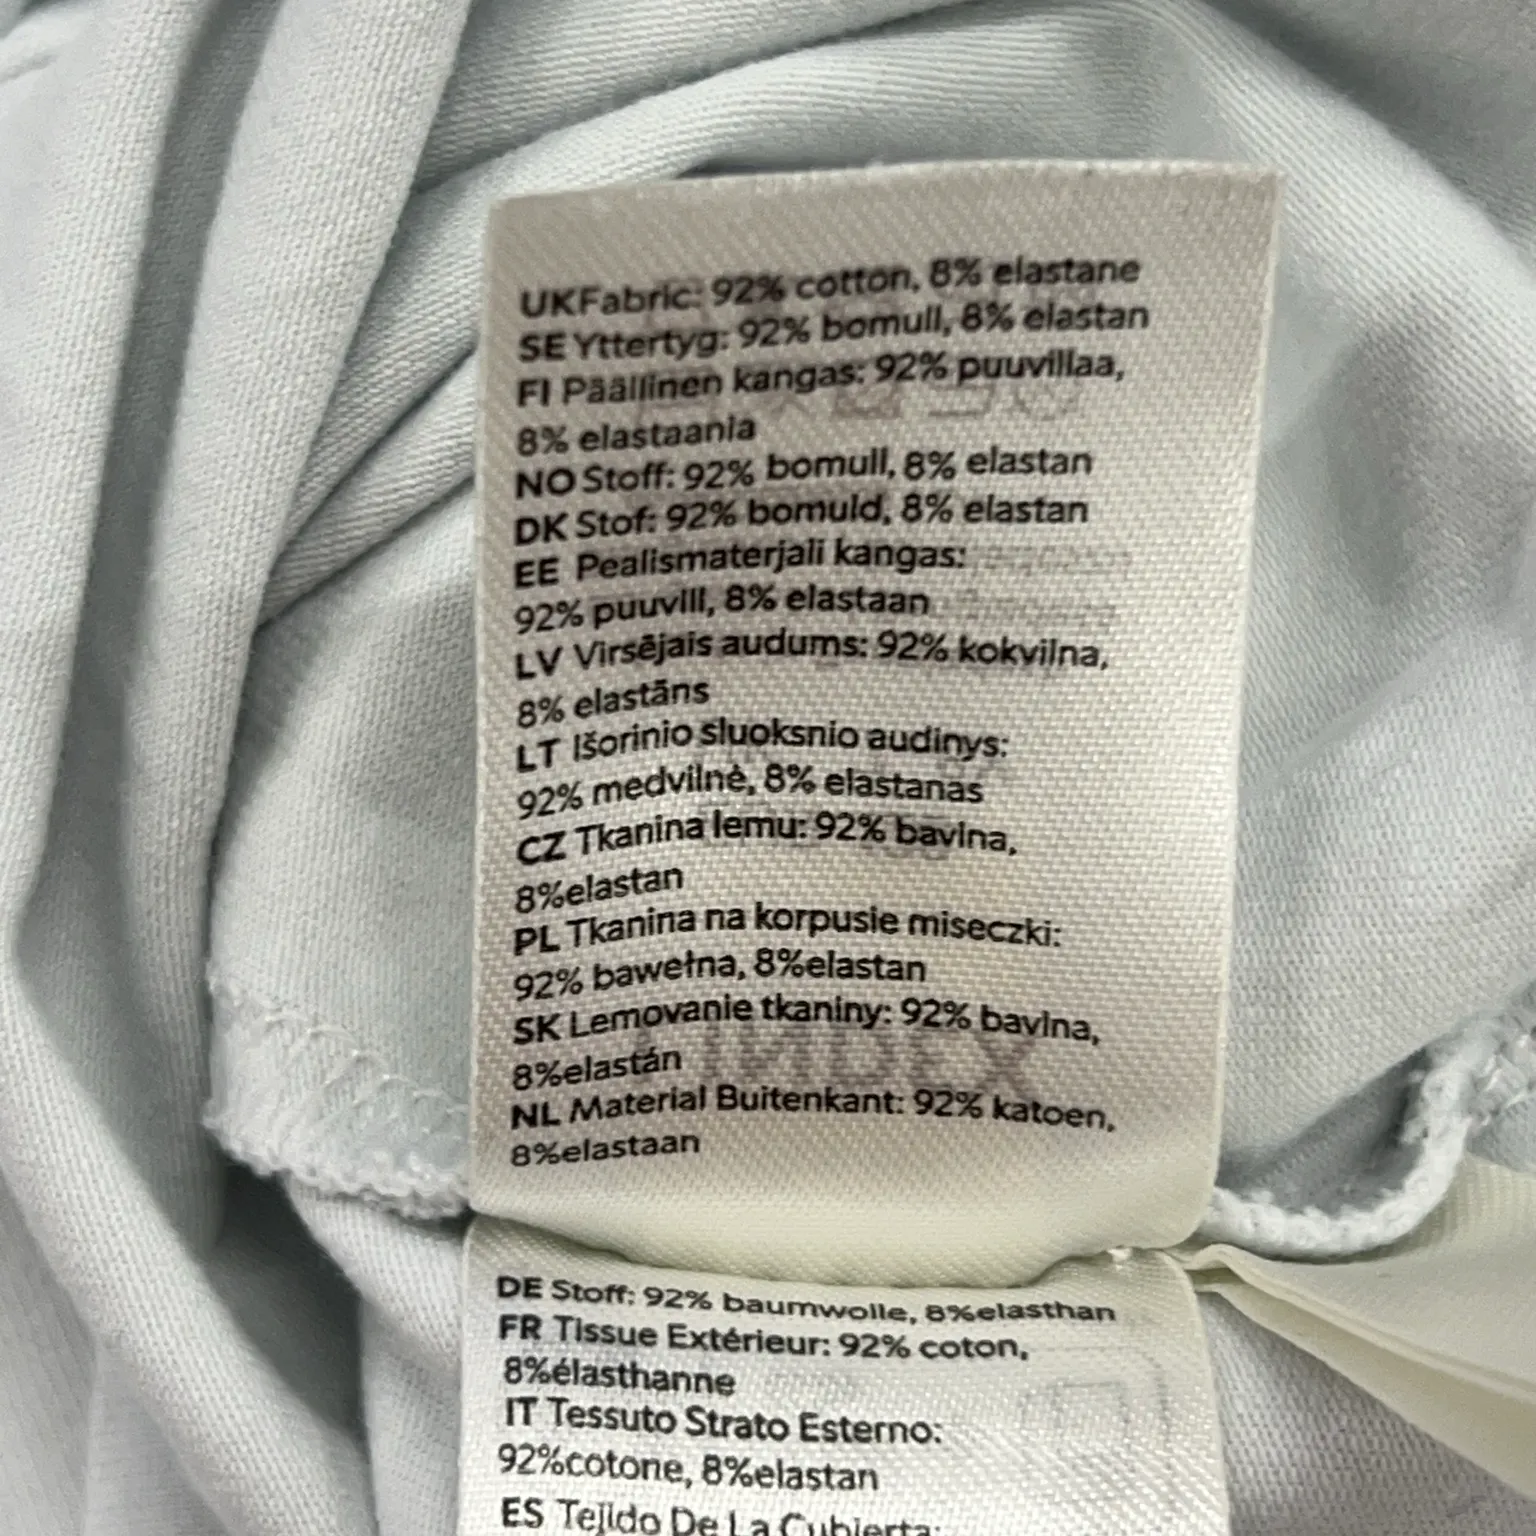 UKFabric: 92% cotton, 8% elastane
SE Yttertyg: 92% bomull, 8% elastan
FI Päällinen kangas: 92% puuvillaa,
8% elastaania
NO Stoff: 92% bomull, 8% elastan
DK Stof: 92% bomuld, 8% elastan
EE Pealismaterjali kangas:
92% puuvill, 8% elastaan
LV Virsējais audums: 92% kokvilna,
8% elastāns
LT Išorinio sluoksnio audinys:
92% medvilnė, 8% elastanas
CZ Tkanina lemu: 92% bavlna,
8%elastan
PL Tkanina na korpusie miseczki:
92% bawełna, 8%elastan
SK Lemovanie tkaniny: 92% bavlna,
8%elastán
NL Material Buitenkant: 92% katoen,
8%elastaan
DE Stoff: 92% baumwolle, 8%elasthan
FR Tissue Extérieur: 92% coton,
8%élasthanne
IT Tessuto Strato Esterno:
92%cotone, 8%elastan
ES Tejido De La Cubierta: